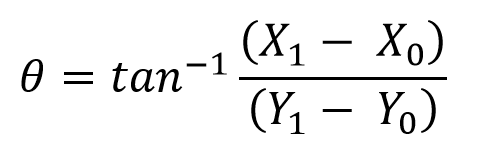 θ = tan⁻¹ (X₁ − X₀) / (Y₁ − Y₀)